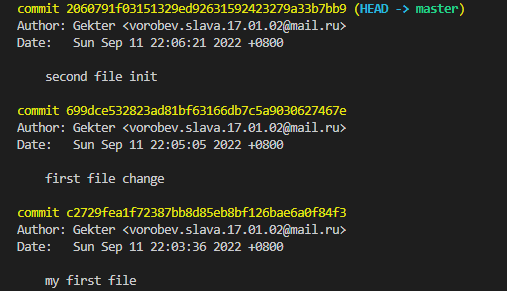 commit 2060791f03151329ed92631592423279a33b7bb9 (HEAD -> master)
Author: Gekter <vorobev.slava.17.01.02@mail.ru>
Date:   Sun Sep 11 22:06:21 2022 +0800
second file init
commit 699dce532823ad81bf63166db7c5a9030627467e
Author: Gekter <vorobev.slava.17.01.02@mail.ru>
Date:   Sun Sep 11 22:05:05 2022 +0800
first file change
commit c2729fea1f72387bb8d85eb8bf126bae6a0f84f3
Author: Gekter <vorobev.slava.17.01.02@mail.ru>
Date:   Sun Sep 11 22:03:36 2022 +0800
my first file